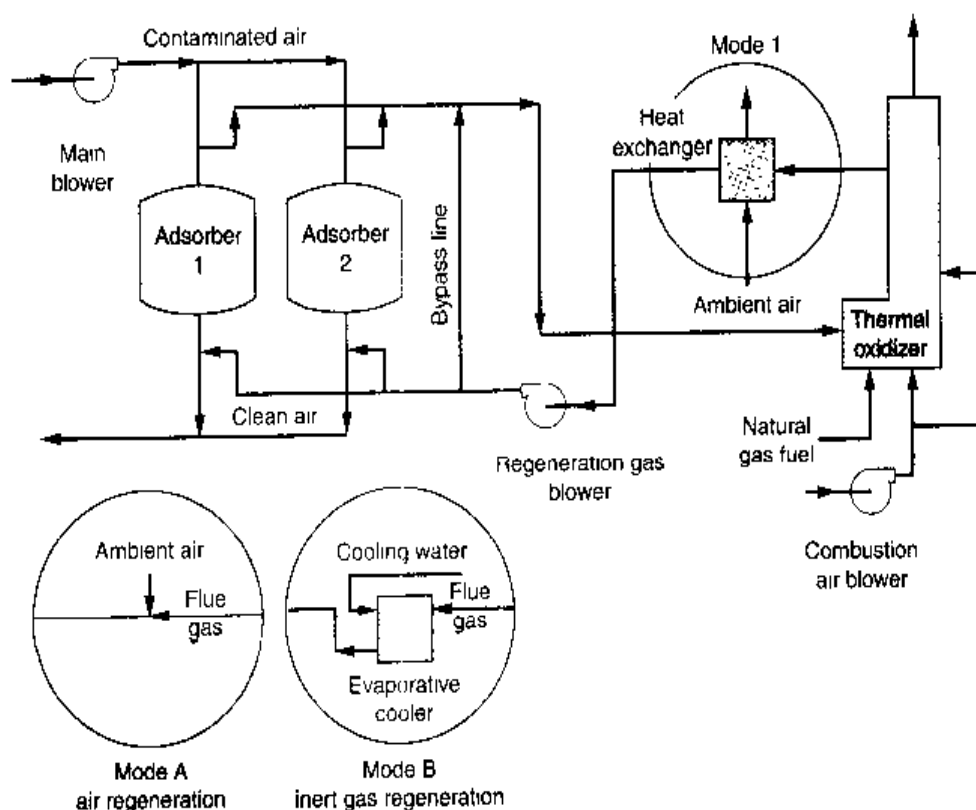 Contaminated air
Main
blower
Adsorber
1
Adsorber
2
Bypass line
Mode 1
Heat
exchanger
Ambient air
Thermal
oxidizer
Clean air
Natural
gas fuel
Regeneration gas
blower
Combustion
air blower
Ambient air
Flue
gas
Mode A
air regeneration
Cooling water
Flue
gas
Evaporative
cooler
Mode B
inert gas regeneration